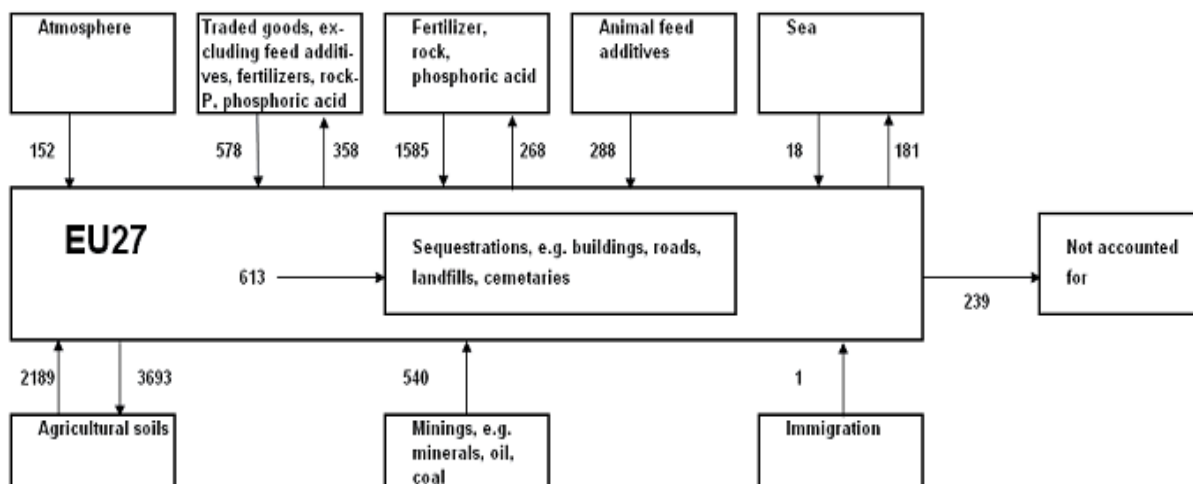 Atmosphere
Traded goods, ex-
cluding feed additi-
ves, fertilizers, rock-
P, phosphoric acid
Fertilizer,
rock,
phosphoric acid
Animal feed
additives
Sea
152
578
358
1585
268
288
18
181
EU27
613
Sequestrations, e.g. buildings, roads,
landfills, cemetaries
Not accounted
for
239
2189
3693
540
1
Agricultural soils
Minings, e.g.
minerals, oil,
coal
Immigration